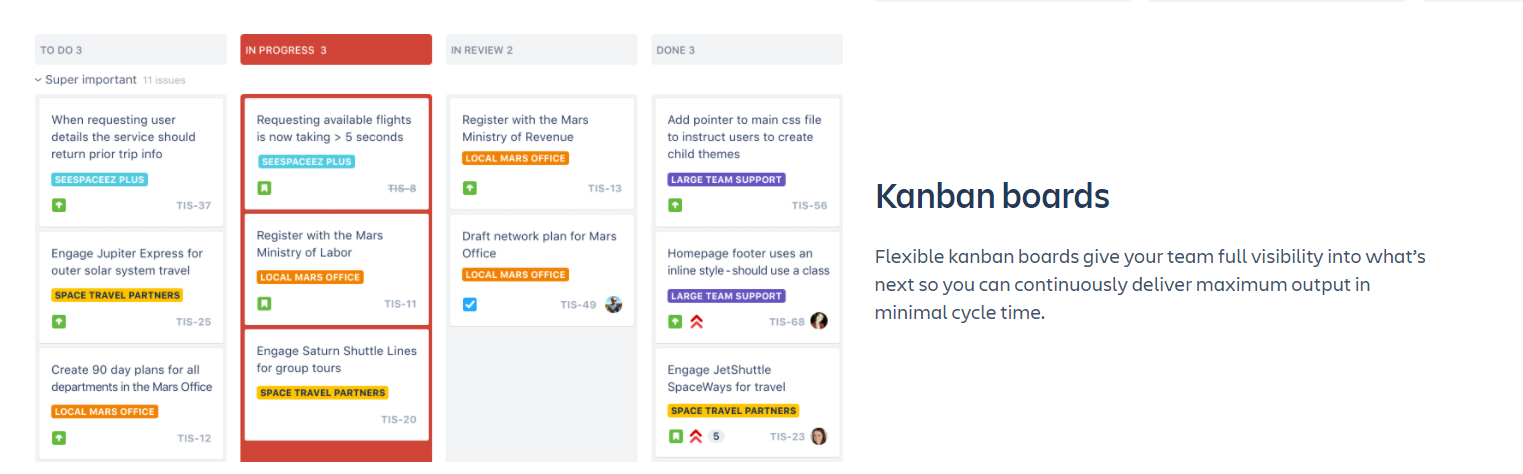 TO DO 3
IN PROGRESS 3
IN REVIEW 2
DONE 3
Super important 11 issues
When requesting user
details the service should
return prior trip info
SEESPACEEZ PLUS
TIS-37
Engage Jupiter Express for
outer solar system travel
SPACE TRAVEL PARTNERS
TIS-25
Create 90 day plans for all
departments in the Mars Office
LOCAL MARS OFFICE
TIS-12
Requesting available flights
is now taking > 5 seconds
SEESPACEEZ PLUS
TIS-8
Register with the Mars
Ministry of Labor
LOCAL MARS OFFICE
TIS-11
Engage Saturn Shuttle Lines
for group tours
SPACE TRAVEL PARTNERS
TIS-20
Register with the Mars
Ministry of Revenue
LOCAL MARS OFFICE
TIS-13
Draft network plan for Mars
Office
LOCAL MARS OFFICE
TIS-49
Add pointer to main css file
to instruct users to create
child themes
LARGE TEAM SUPPORT
TIS-56
Homepage footer uses an
inline style - should use a class
LARGE TEAM SUPPORT
TIS-68
Engage JetShuttle
SpaceWays for travel
SPACE TRAVEL PARTNERS
5 TIS-23
Kanban boards
Flexible kanban boards give your team full visibility into what’s
next so you can continuously deliver maximum output in
minimal cycle time.